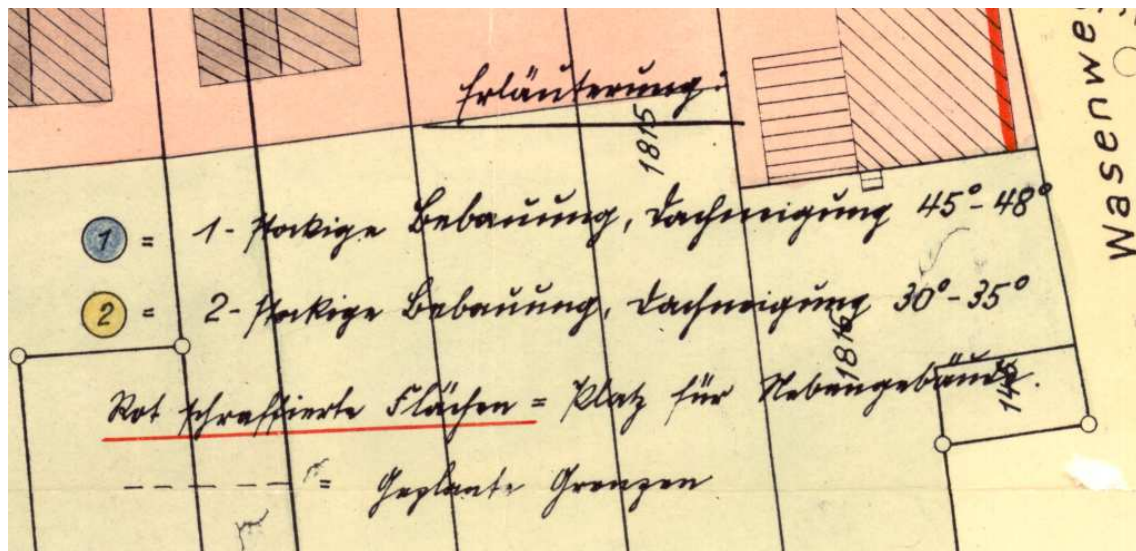 Erläuterung:
1815
Wasenwe
1 = 1-stockige Bebauung, Dachneigung 45°-48°
2 = 2-stockige Bebauung, Dachneigung 30°-35°
1816
Rot schraffierte Flächen = Platz für Nebengebäude.
- - - - - - = Geplante Grenzen